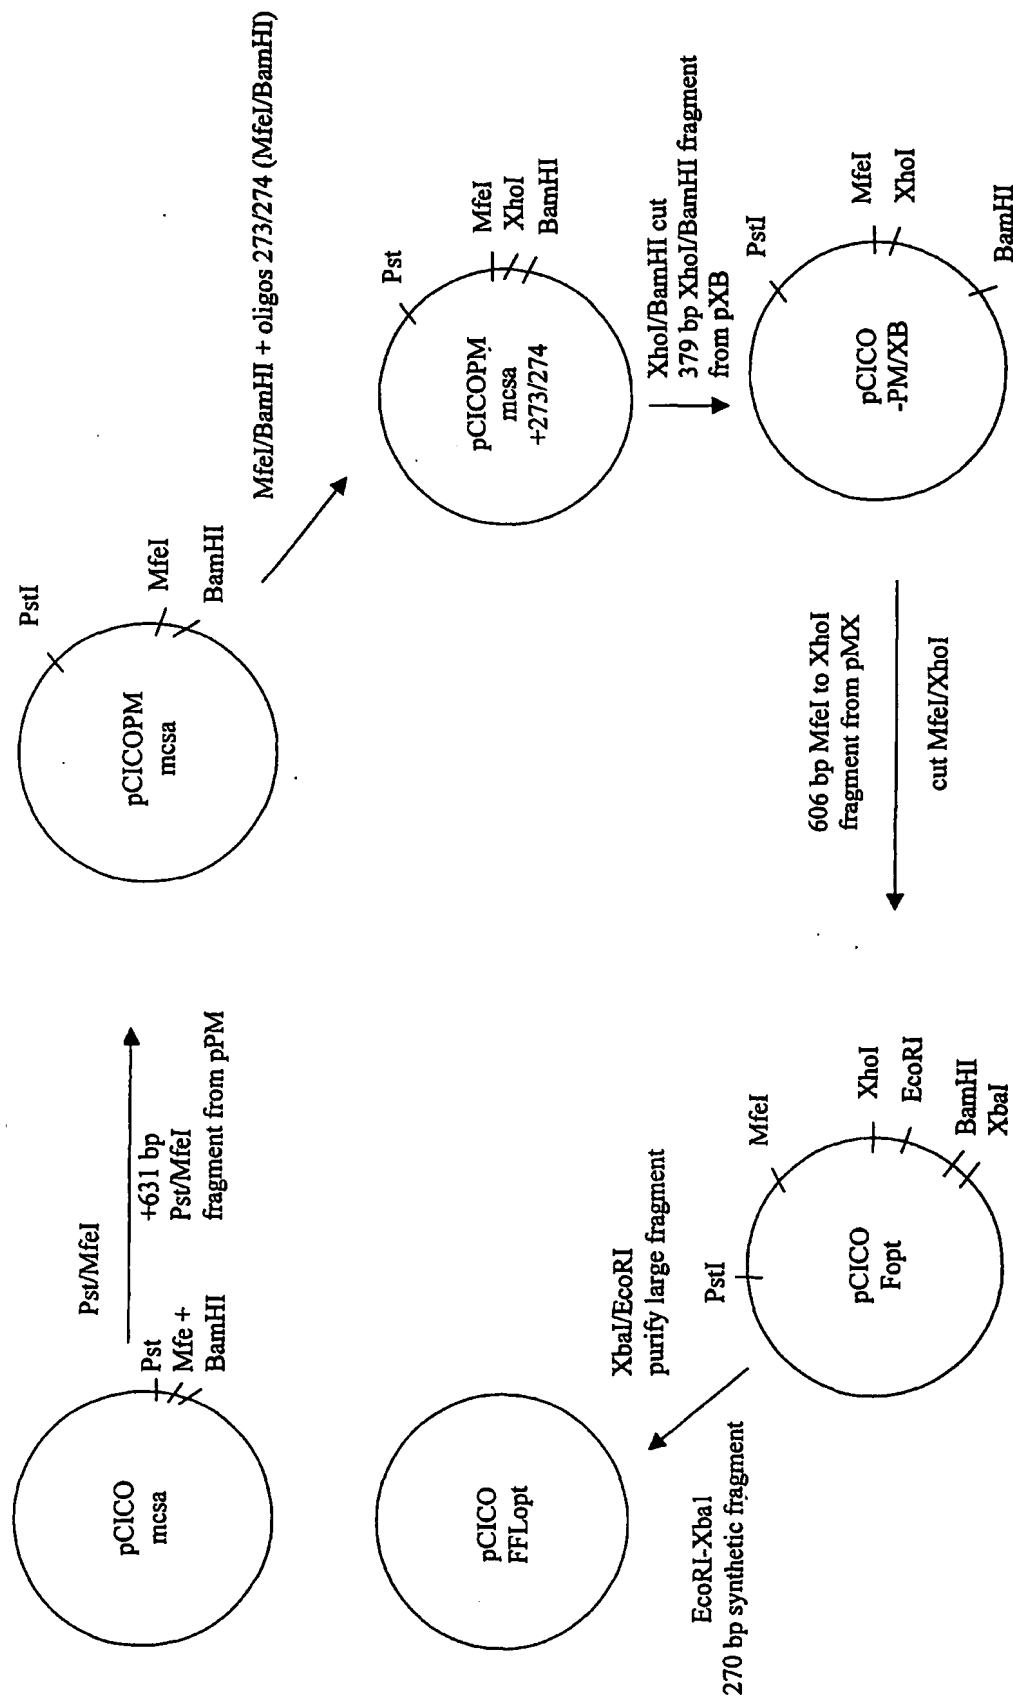 pCICO
mcsa
Pst
Mfe +
BamHI
Pst/MfeI
+631 bp
Pst/MfeI
fragment from pPM
pCICOPM
mcsa
PstI
MfeI
BamHI
MfeI/BamHI + oligos 273/274 (MfeI/BamHI)
pCICOPM
mcsa
+273/274
Pst
MfeI
XhoI
BamHI
XhoI/BamHI cut
379 bp XhoI/BamHI fragment
from pXB
pCICO
-PM/XB
PstI
MfeI
XhoI
BamHI
606 bp MfeI to XhoI
fragment from pMX
cut MfeI/XhoI
pCICO
Fopt
PstI
MfeI
XhoI
EcoRI
BamHI
XbaI
XbaI/EcoRI
purify large fragment
EcoRI-XbaI
270 bp synthetic fragment
pCICO
FFLopt